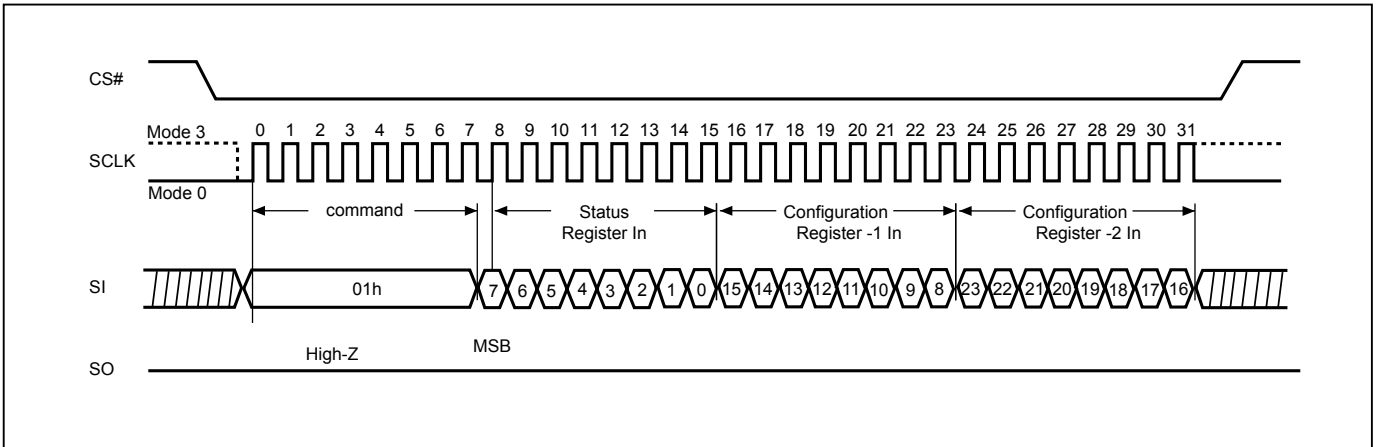 CS#
Mode 3
0 1 2 3 4 5 6 7 8 9 10 11 12 13 14 15 16 17 18 19 20 21 22 23 24 25 26 27 28 29 30 31
SCLK
Mode 0
command
Status
Register In
Configuration
Register -1 In
Configuration
Register -2 In
SI
01h
7 6 5 4 3 2 1 0 15 14 13 12 11 10 9 8 23 22 21 20 19 18 17 16
High-Z
MSB
SO